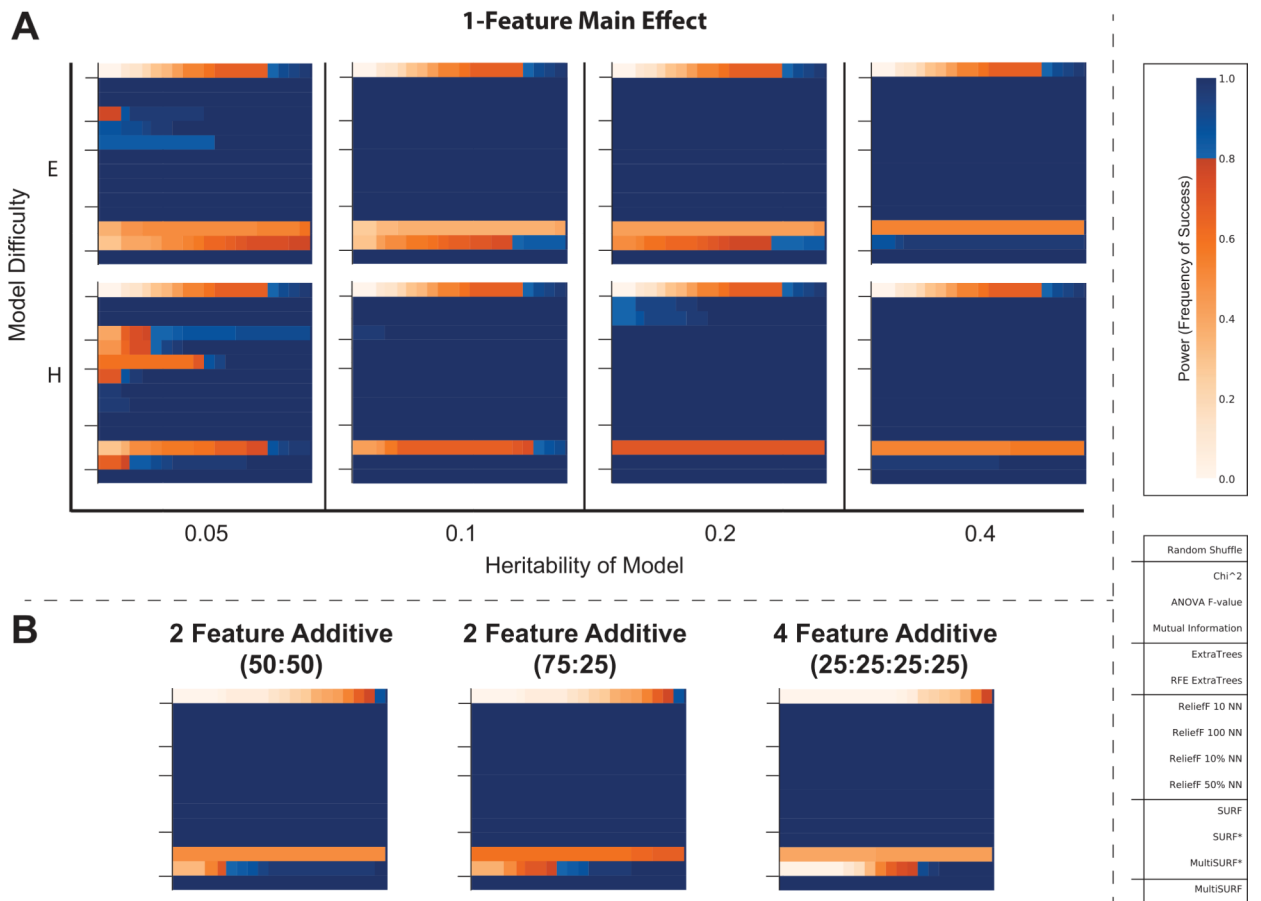 A
1-Feature Main Effect
Model Difficulty
E
H
0.05
0.1
0.2
0.4
Heritability of Model
1.0
0.8
0.6
0.4
0.2
0.0
Power (Frequency of Success)
B
2 Feature Additive
(50:50)
2 Feature Additive
(75:25)
4 Feature Additive
(25:25:25:25)
Random Shuffle
Chi^2
ANOVA F-value
Mutual Information
ExtraTrees
RFE ExtraTrees
ReliefF 10 NN
ReliefF 100 NN
ReliefF 10% NN
ReliefF 50% NN
SURF
SURF*
MultiSURF*
MultiSURF